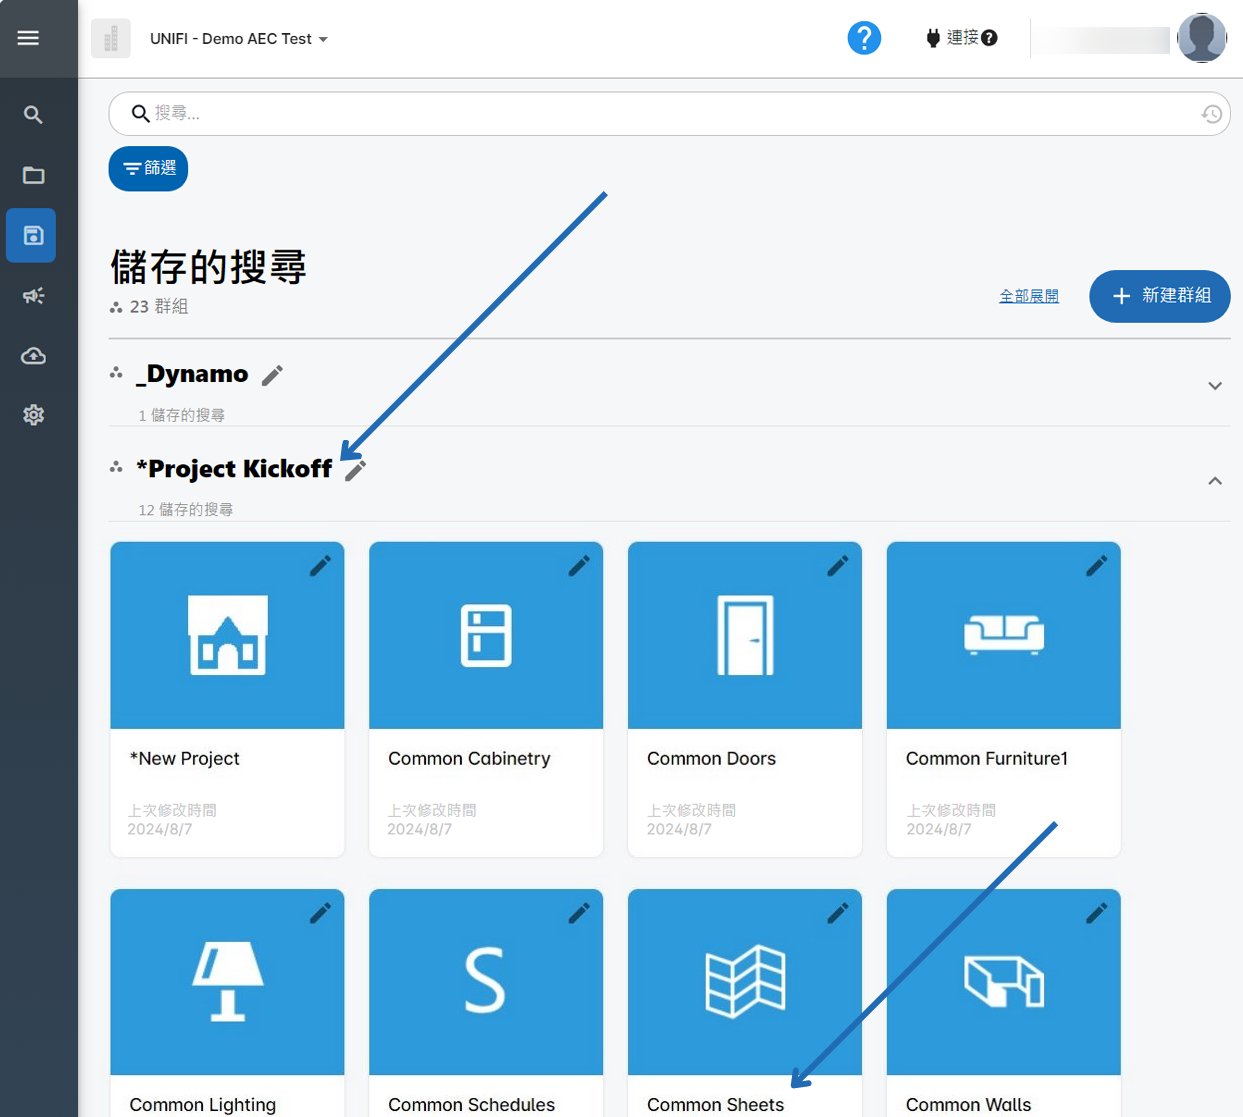 UNIFI - Demo AEC Test
連接
搜尋...
篩選
儲存的搜尋
23 群組
全部展開
新建群組
_Dynamo
1 儲存的搜尋
*Project Kickoff
12 儲存的搜尋
*New Project
上次修改時間
2024/8/7
Common Cabinetry
上次修改時間
2024/8/7
Common Doors
上次修改時間
2024/8/7
Common Furniture1
上次修改時間
2024/8/7
S
Common Lighting
Common Schedules
Common Sheets
Common Walls